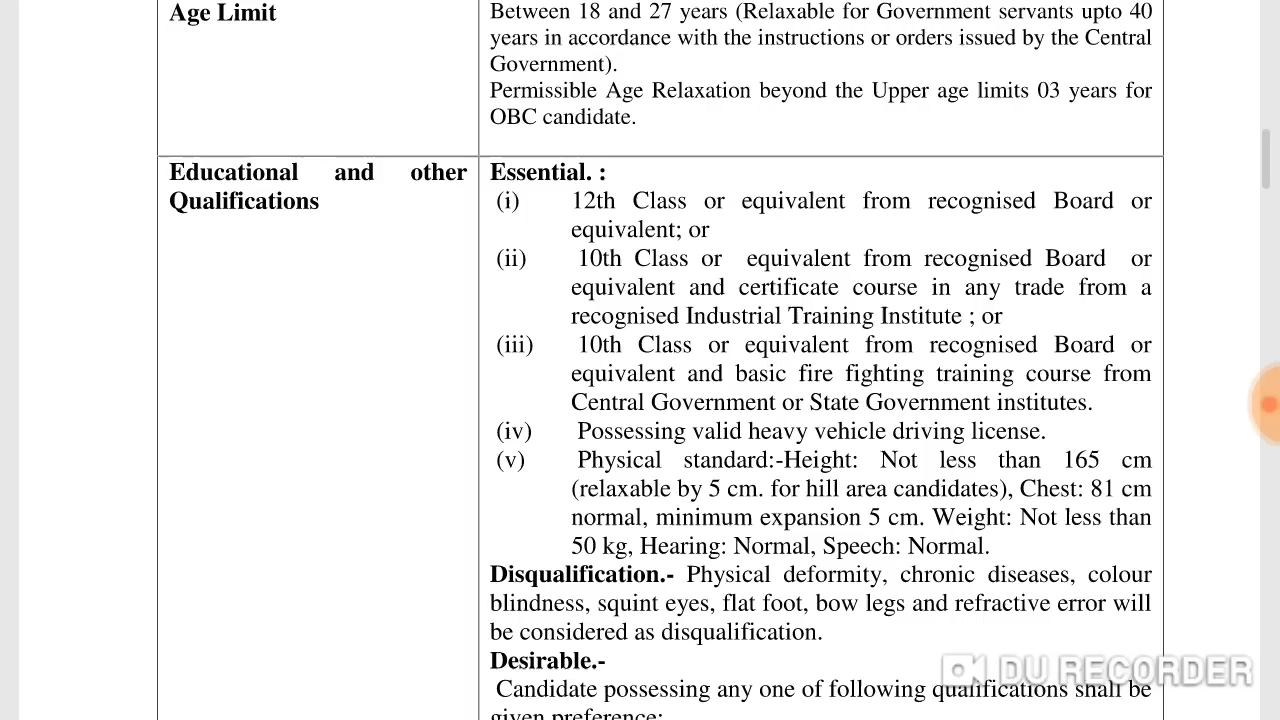 Age Limit
Between 18 and 27 years (Relaxable for Government servants upto 40
years in accordance with the instructions or orders issued by the Central
Government).
Permissible Age Relaxation beyond the Upper age limits 03 years for
OBC candidate.
Educational and other
Qualifications
Essential. :
(i) 12th Class or equivalent from recognised Board or
equivalent; or
(ii) 10th Class or equivalent from recognised Board or
equivalent and certificate course in any trade from a
recognised Industrial Training Institute ; or
(iii) 10th Class or equivalent from recognised Board or
equivalent and basic fire fighting training course from
Central Government or State Government institutes.
(iv) Possessing valid heavy vehicle driving license.
(v) Physical standard:-Height: Not less than 165 cm
(relaxable by 5 cm. for hill area candidates), Chest: 81 cm
normal, minimum expansion 5 cm. Weight: Not less than
50 kg, Hearing: Normal, Speech: Normal.
Disqualification.- Physical deformity, chronic diseases, colour
blindness, squint eyes, flat foot, bow legs and refractive error will
be considered as disqualification.
Desirable.-
Candidate possessing any one of following qualifications shall be
given preference:
DU RECORDER